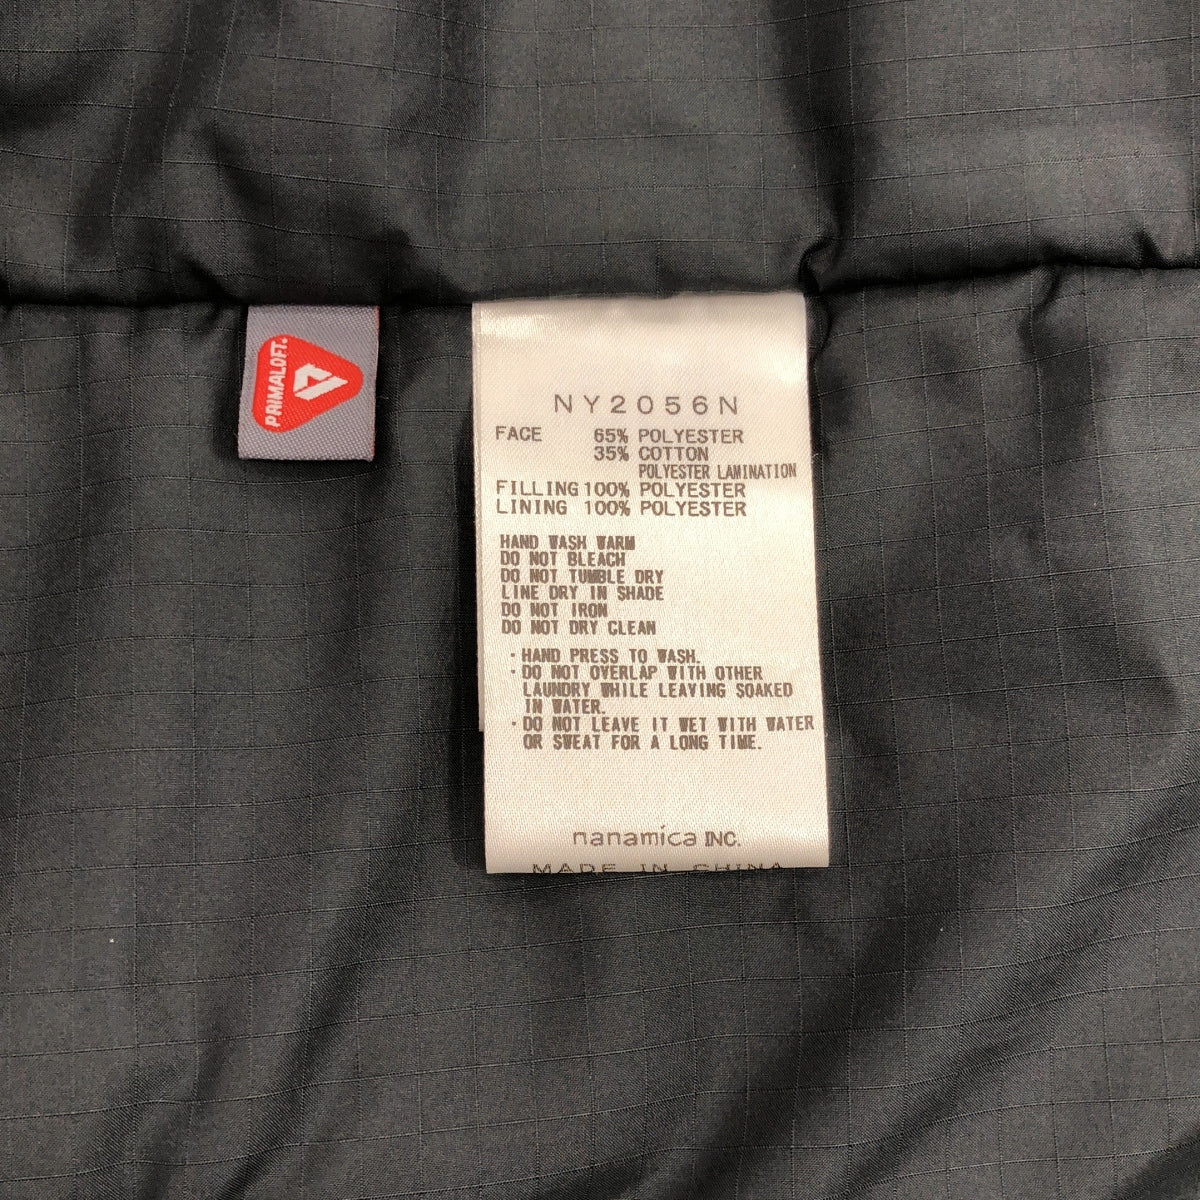 PRIMALOFT.
NY2056N
FACE 65% POLYESTER
35% COTTON
POLYESTER LAMINATION
FILLING 100% POLYESTER
LINING 100% POLYESTER
HAND WASH WARM
DO NOT BLEACH
DO NOT TUMBLE DRY
LINE DRY IN SHADE
DO NOT IRON
DO NOT DRY CLEAN
・HAND PRESS TO WASH.
・DO NOT OVERLAP WITH OTHER
LAUNDRY WHILE LEAVING SOAKED
IN WATER.
・DO NOT LEAVE IT WET WITH WATER
OR SWEAT FOR A LONG TIME.
nanamica INC.
MADE IN CHINA